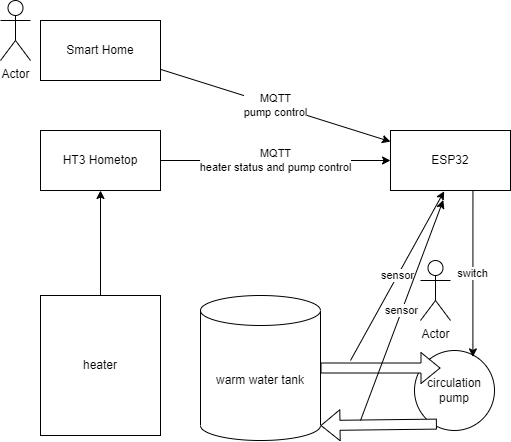 Smart Home
Actor
MQTT
pump control
HT3 Hometop
MQTT
heater status and pump control
ESP32
sensor
switch
sensor
Actor
heater
warm water tank
circulation
pump